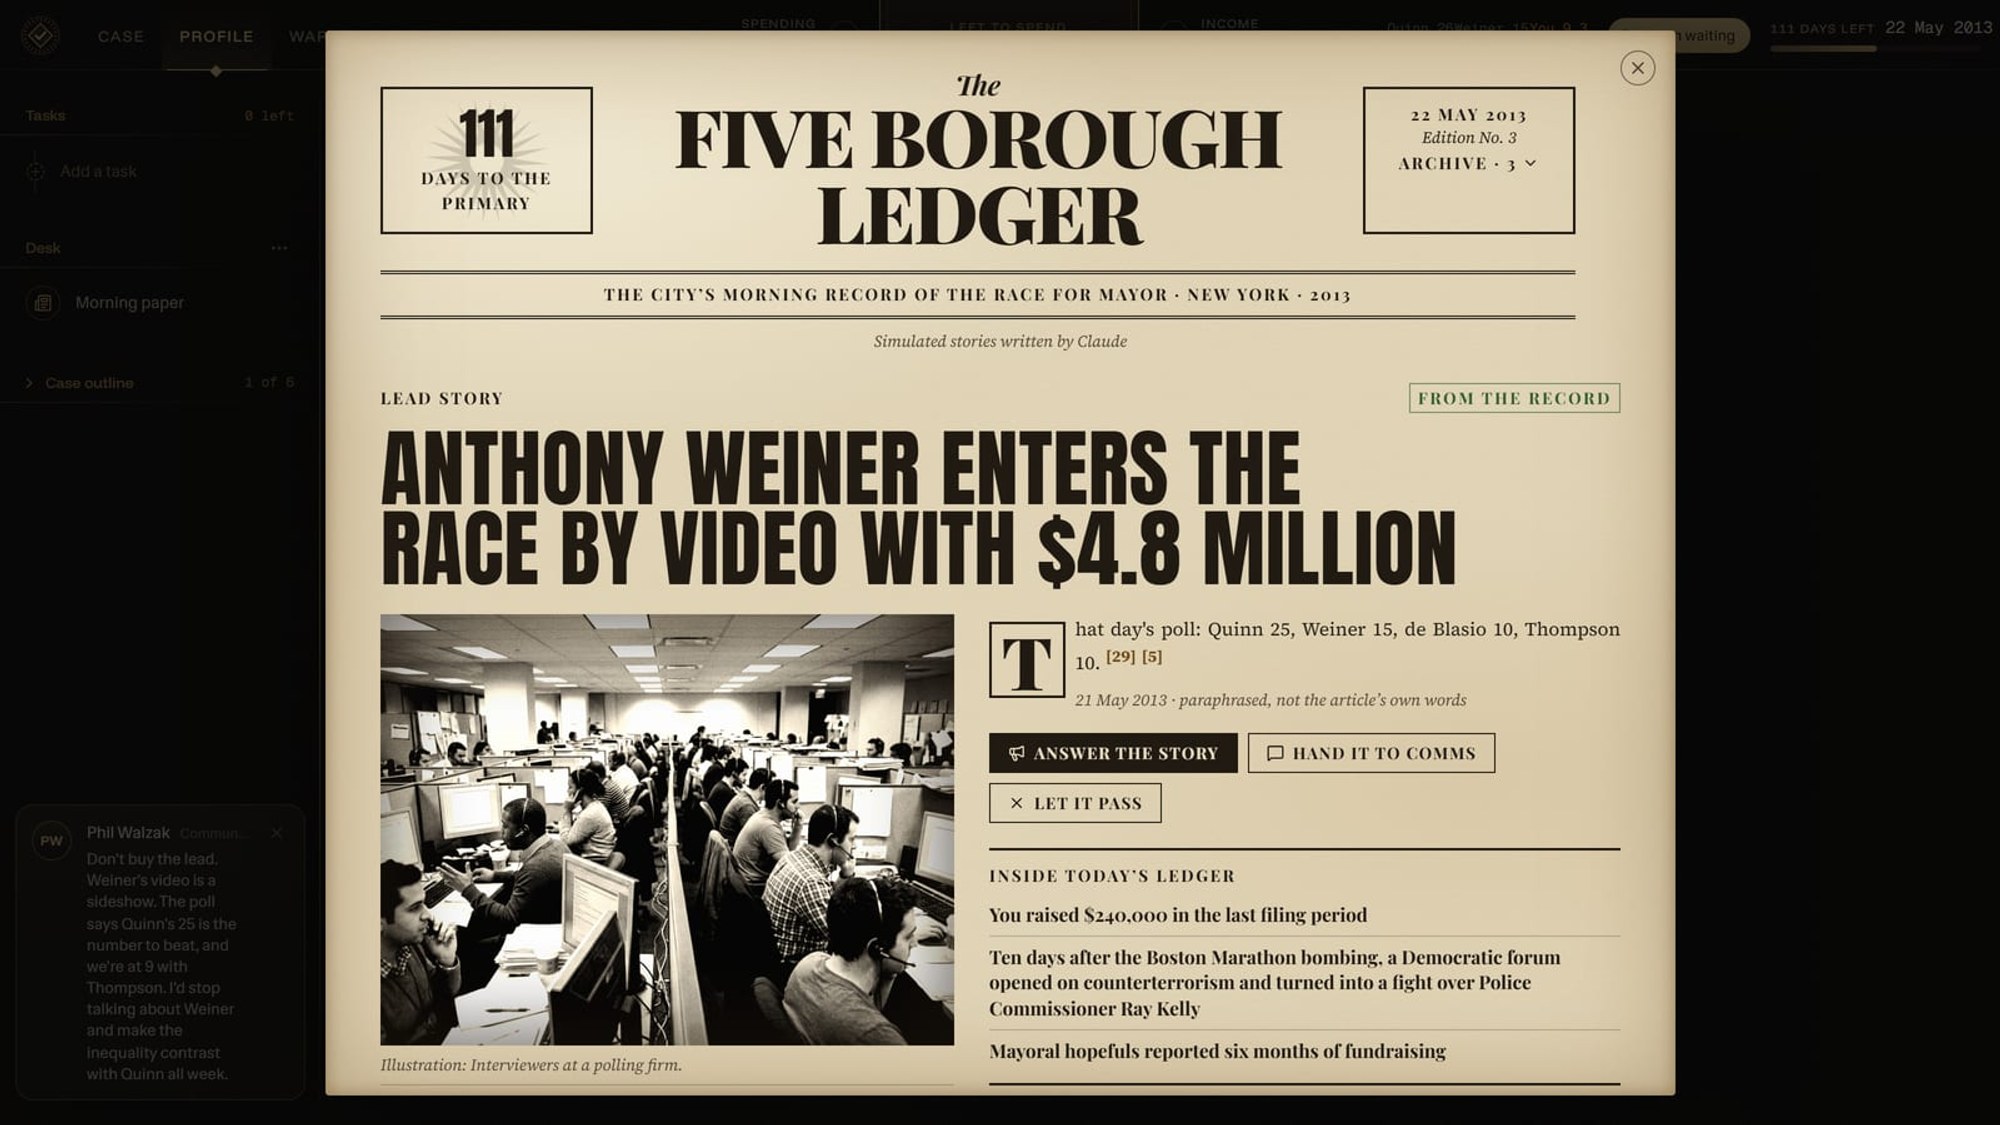 CASE
PROFILE
SPENDING
LEFT TO SPEND
INCOME
waiting
111 DAYS LEFT
22 May 2013
Tasks
0 left
Add a task
Desk
Morning paper
Case outline
1 of 6
PW
Phil Walzak Commun...
Don't buy the lead.
Weiner's video is a
sideshow. The poll
says Quinn's 25 is the
number to beat, and
we're at 9 with
Thompson. I'd stop
talking about Weiner
and make the
inequality contrast
with Quinn all week.
111
DAYS TO THE
PRIMARY
The
FIVE BOROUGH
LEDGER
22 MAY 2013
Edition No. 3
ARCHIVE · 3
THE CITY'S MORNING RECORD OF THE RACE FOR MAYOR · NEW YORK · 2013
Simulated stories written by Claude
LEAD STORY
FROM THE RECORD
ANTHONY WEINER ENTERS THE
RACE BY VIDEO WITH $4.8 MILLION
That day's poll: Quinn 25, Weiner 15, de Blasio 10, Thompson
10. [29] [5]
21 May 2013 · paraphrased, not the article's own words
ANSWER THE STORY
HAND IT TO COMMS
LET IT PASS
INSIDE TODAY'S LEDGER
You raised $240,000 in the last filing period
Ten days after the Boston Marathon bombing, a Democratic forum
opened on counterterrorism and turned into a fight over Police
Commissioner Ray Kelly
Mayoral hopefuls reported six months of fundraising
Illustration: Interviewers at a polling firm.